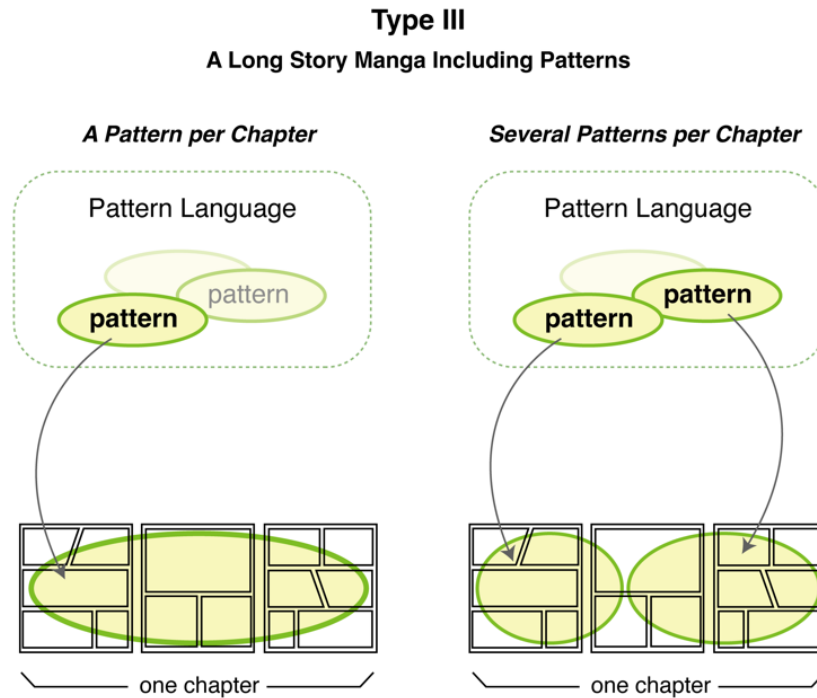 Type III
A Long Story Manga Including Patterns
A Pattern per Chapter
Pattern Language
pattern
pattern
one chapter
Several Patterns per Chapter
Pattern Language
pattern
pattern
one chapter